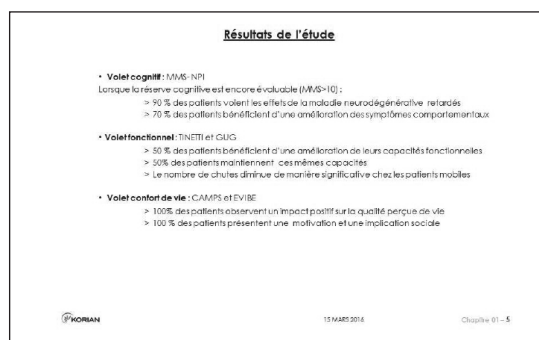 Résultats de l'étude
• Volet cognitif : MMS- NPI
Lorsque la réserve cognitive est encore évaluable (MMS>10) :
> 90 % des patients voient les effets de la maladie neurodégénérative retardés
> 70 % des patients bénéficient d'une amélioration des symptômes comportementaux
• Volet fonctionnel : TINETTI et GUG
> 50 % des patients bénéficient d'une amélioration de leurs capacités fonctionnelles
> 50% des patients maintiennent ces mêmes capacités
> Le nombre de chutes diminue de manière significative chez les patients mobiles
• Volet confort de vie : CAMPS et EVIBE
> 100% des patients observent un impact positif sur la qualité perçue de vie
> 100 % des patients présentent une motivation et une implication sociale
KORIAN
15 MARS 2016
Chapitre 01 – 5